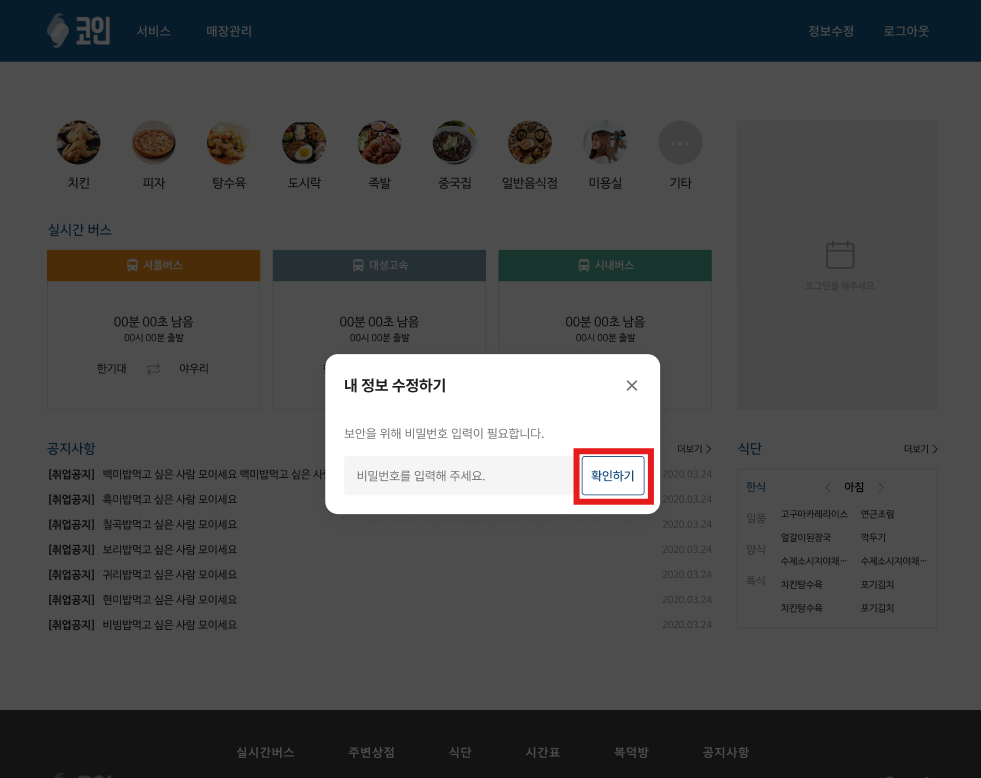 코인 서비스 매장관리 정보수정 로그아웃
치킨 피자 탕수육 도시락 족발 중국집 일반음식점 미용실 기타
실시간 버스
셔틀버스 대성고속 시내버스
로그인을 해주세요
00분 00초 남음 00분 00초 남음 00분 00초 남음
00시 00분 출발 00시 00분 출발 00시 00분 출발
한기대 야우리
내 정보 수정하기
보안을 위해 비밀번호 입력이 필요합니다.
비밀번호를 입력해 주세요. 확인하기
공지사항 더보기
[취업공지] 백미밥먹고 싶은 사람 모이세요 백미밥먹고 싶은 2020.03.24
[취업공지] 흑미밥먹고 싶은 사람 모이세요 2020.03.24
[취업공지] 칠곡밥먹고 싶은 사람 모이세요 2020.03.24
[취업공지] 보리밥먹고 싶은 사람 모이세요 2020.03.24
[취업공지] 귀리밥먹고 싶은 사람 모이세요 2020.03.24
[취업공지] 현미밥먹고 싶은 사람 모이세요 2020.03.24
[취업공지] 비빔밥먹고 싶은 사람 모이세요 2020.03.24
식단 더보기
한식 아침
일품 고구마카레라이스 연근조림
얼갈이된장국 깍두기
양식 수제소시지야채… 수제소시지야채…
특식 치킨탕수육 포기김치
치킨탕수육 포기김치
실시간버스 주변상점 식단 시간표 복덕방 공지사항